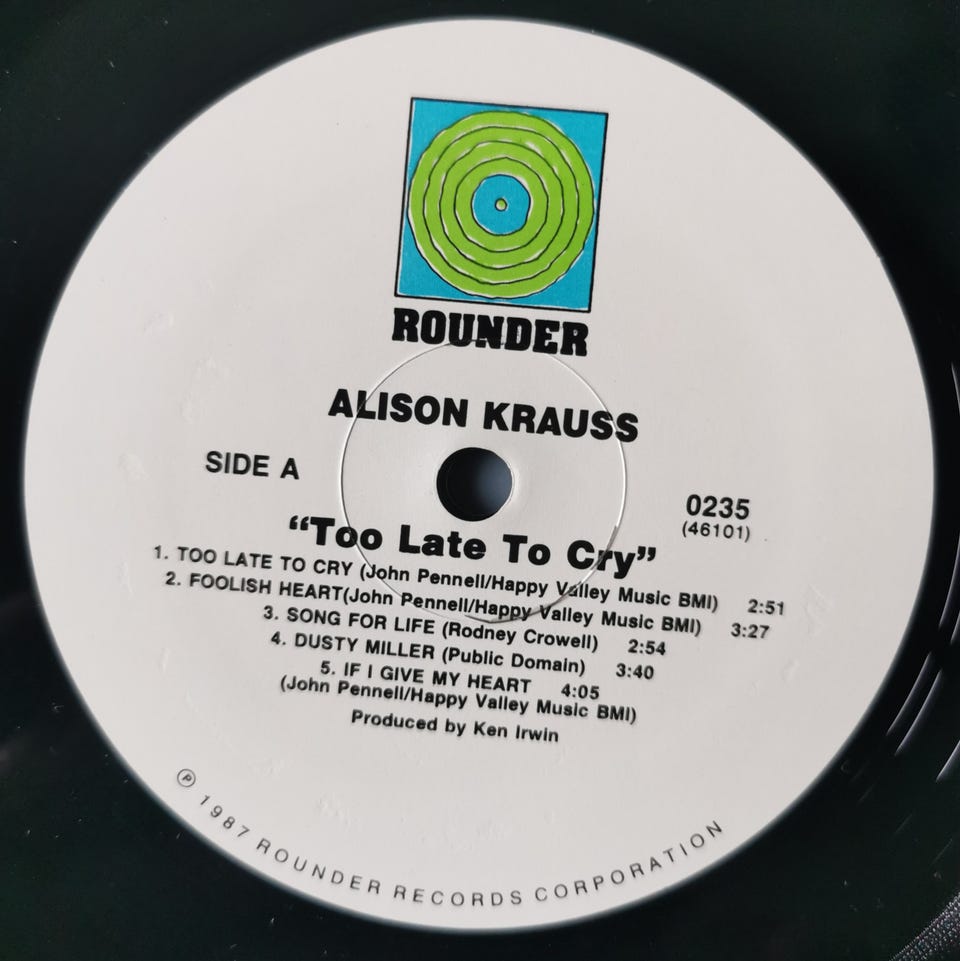 ROUNDER
ALISON KRAUSS
SIDE A
0235
(46101)
“Too Late To Cry”
1. TOO LATE TO CRY (John Pennell/Happy Valley Music BMI) 2:51
2. FOOLISH HEART(John Pennell/Happy Valley Music BMI) 3:27
3. SONG FOR LIFE (Rodney Crowell) 2:54
4. DUSTY MILLER (Public Domain) 3:40
5. IF I GIVE MY HEART 4:05
(John Pennell/Happy Valley Music BMI)
Produced by Ken Irwin
℗ 1987 ROUNDER RECORDS CORPORATION